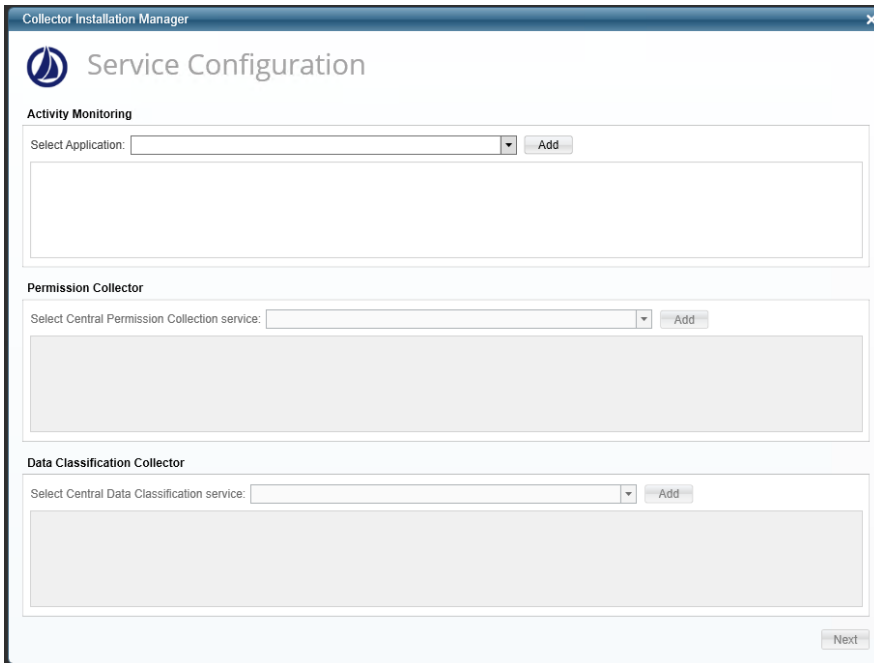 Collector Installation Manager
Service Configuration
Activity Monitoring
Select Application: Add
Permission Collector
Select Central Permission Collection service: Add
Data Classification Collector
Select Central Data Classification service: Add
Next